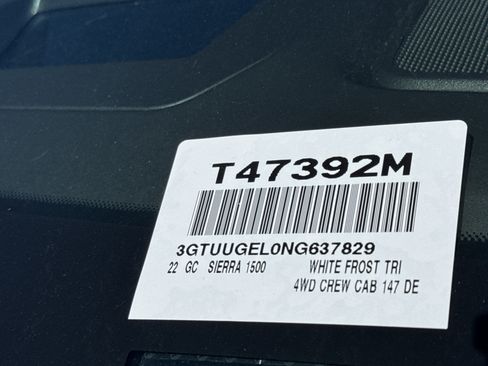 T47392M
3GTUUGEL0NG637829
22 GC SIERRA 1500 WHITE FROST TRI
4WD CREW CAB 147 DE